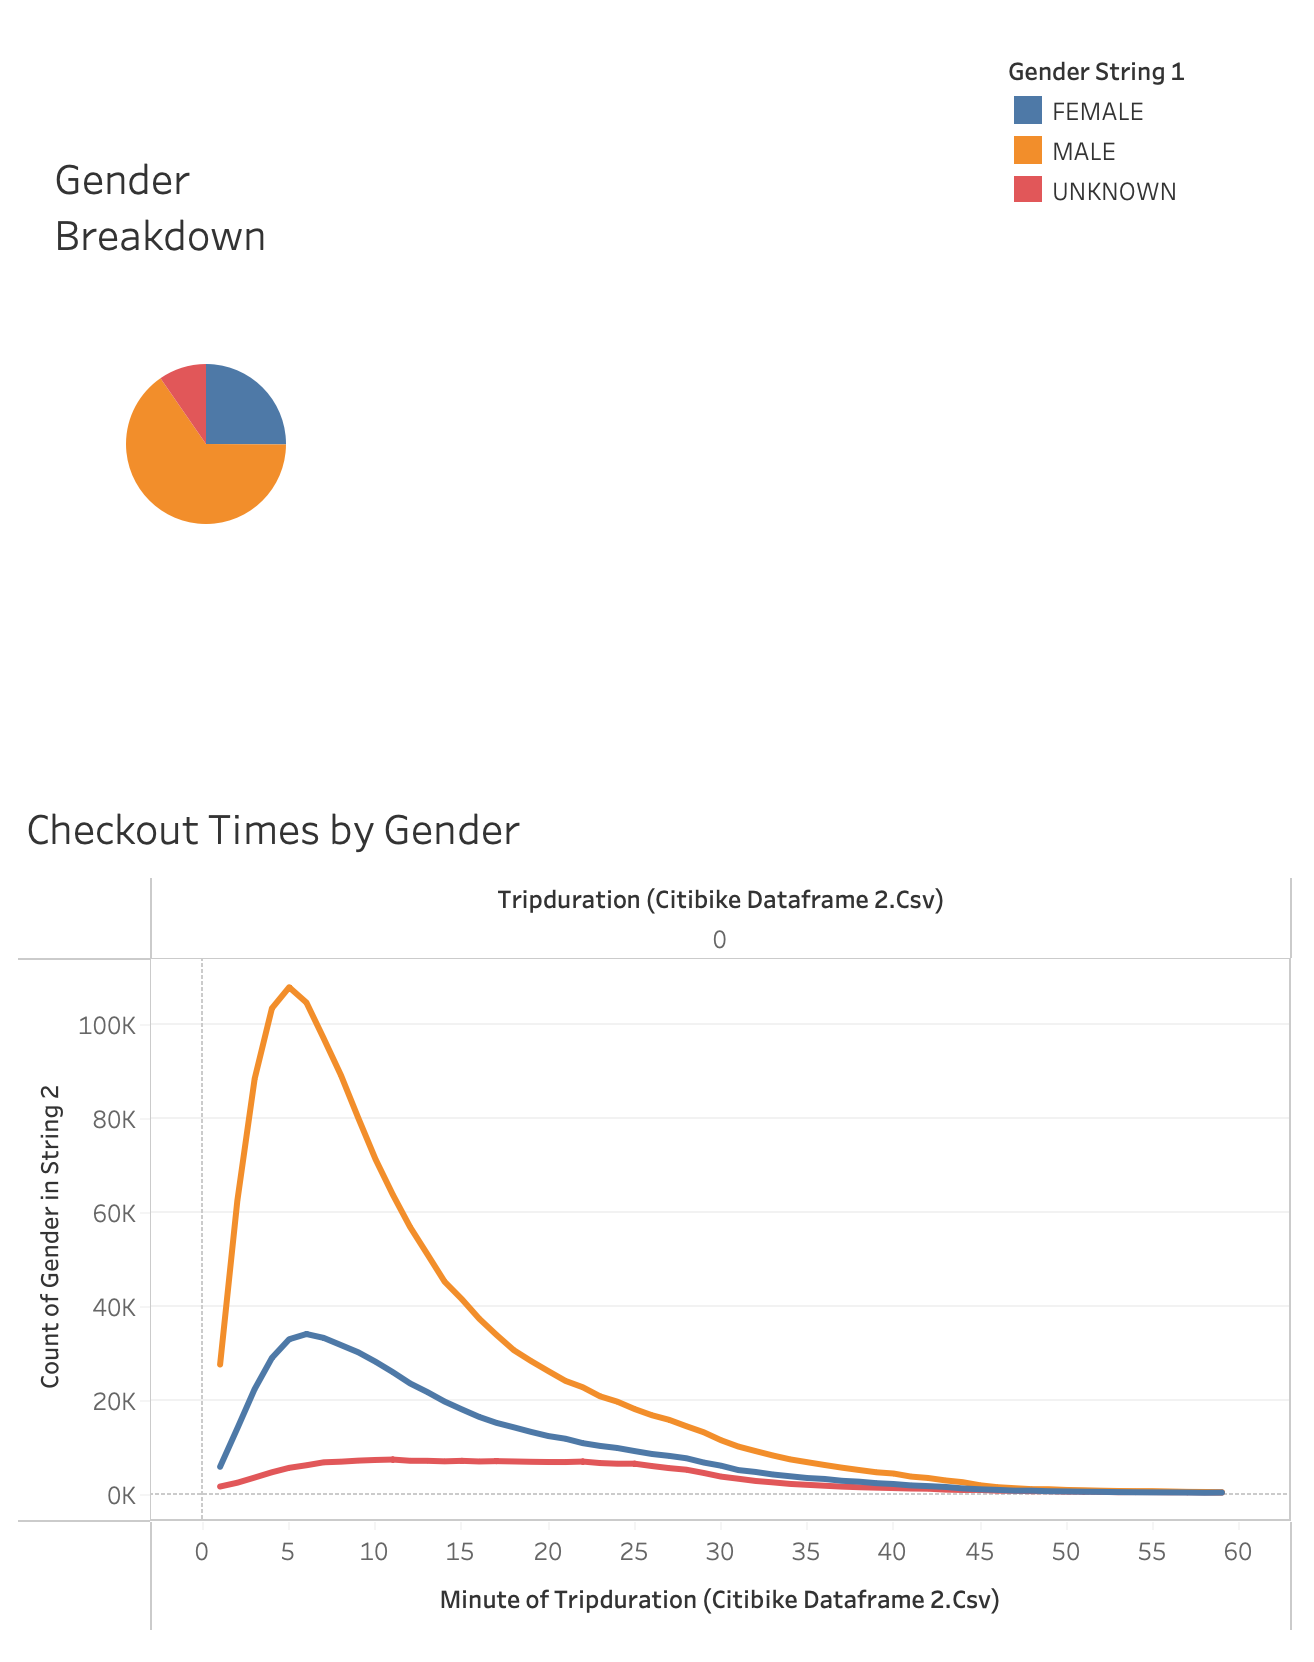 Gender String 1
FEMALE
MALE
UNKNOWN
Gender
Breakdown
Checkout Times by Gender
Tripduration (Citibike Dataframe 2.Csv)
0
100K
80K
60K
40K
20K
0K
Count of Gender in String 2
0 5 10 15 20 25 30 35 40 45 50 55 60
Minute of Tripduration (Citibike Dataframe 2.Csv)